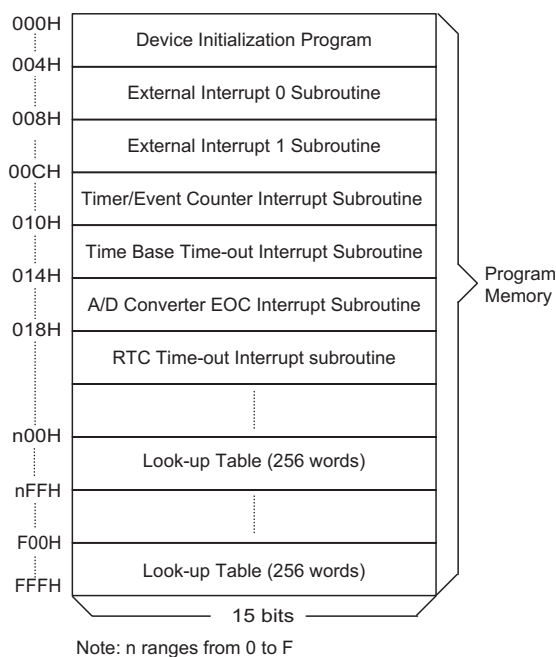 000H
Device Initialization Program
004H
External Interrupt 0 Subroutine
008H
External Interrupt 1 Subroutine
00CH
Timer/Event Counter Interrupt Subroutine
010H
Time Base Time-out Interrupt Subroutine
014H
A/D Converter EOC Interrupt Subroutine
018H
RTC Time-out Interrupt subroutine
Program
Memory
n00H
Look-up Table (256 words)
nFFH
F00H
Look-up Table (256 words)
FFFH
15 bits
Note: n ranges from 0 to F